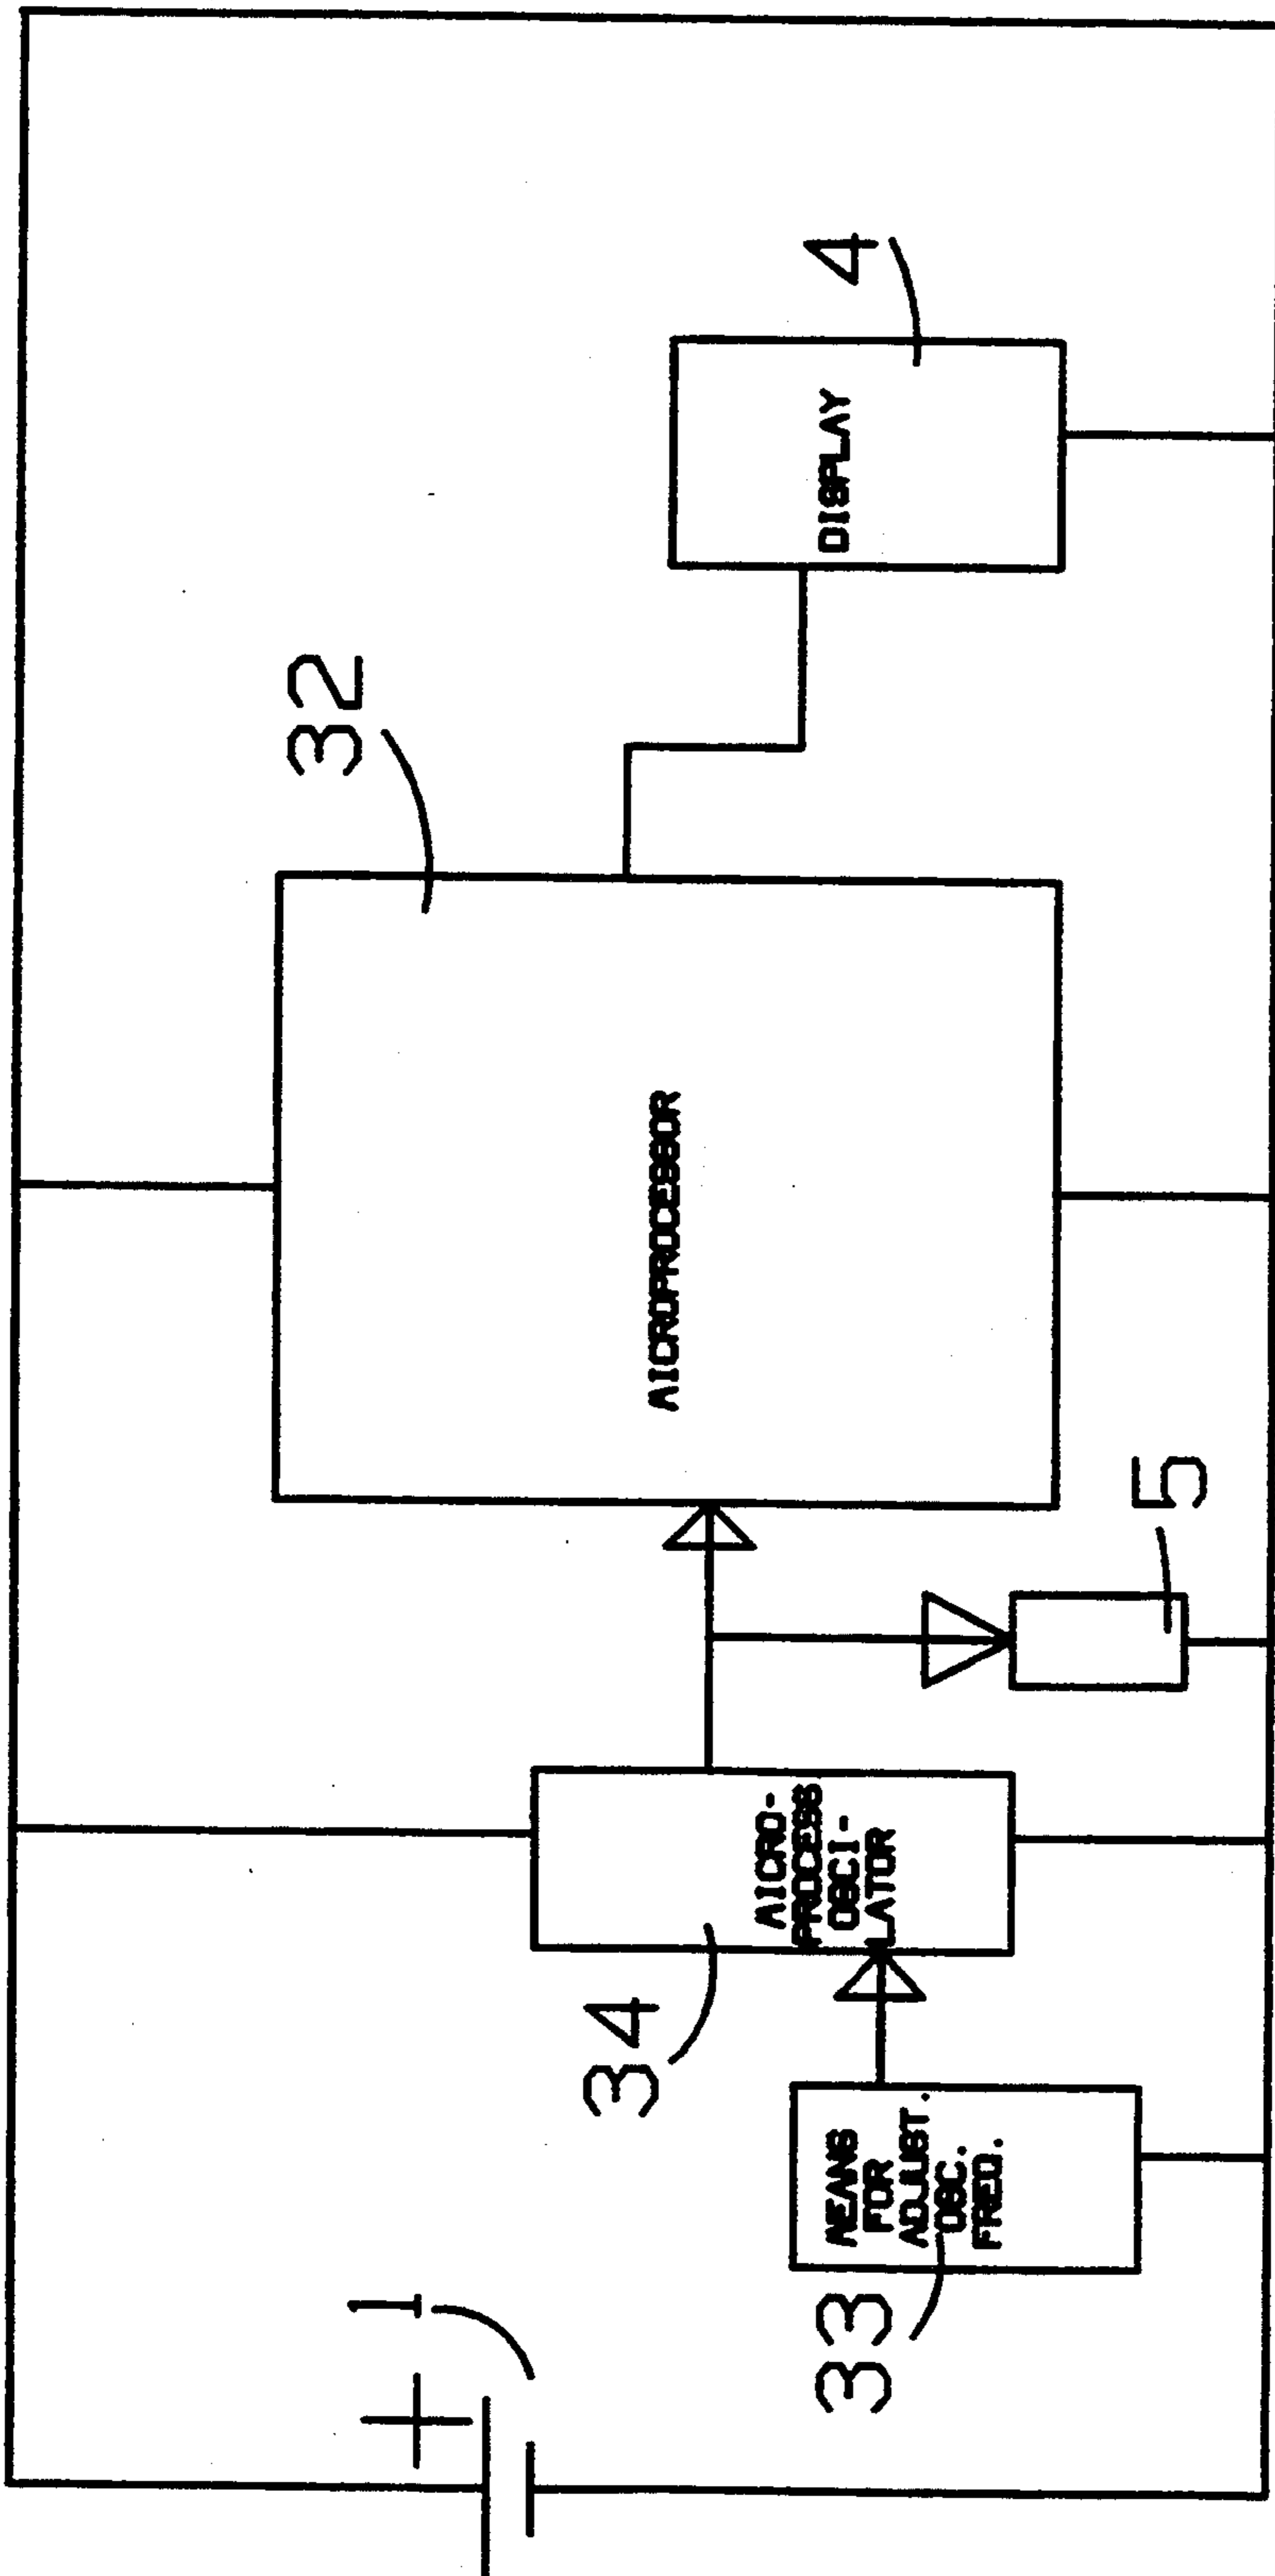 1
+
33
MEANS
FOR
ADJUST.
OSC.
FREQ.
34
MICRO-
PROCESS
OSCI-
LATOR
5
32
MICROPROCESSOR
4
DISPLAY